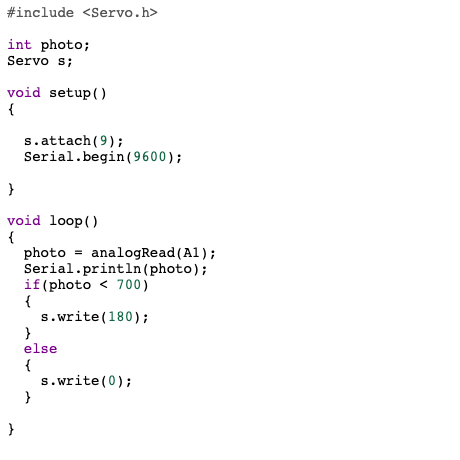 #include <Servo.h>
int photo;
Servo s;
void setup()
{
s.attach(9);
Serial.begin(9600);
}
void loop()
{
photo = analogRead(A1);
Serial.println(photo);
if(photo < 700)
{
s.write(180);
}
else
{
s.write(0);
}
}